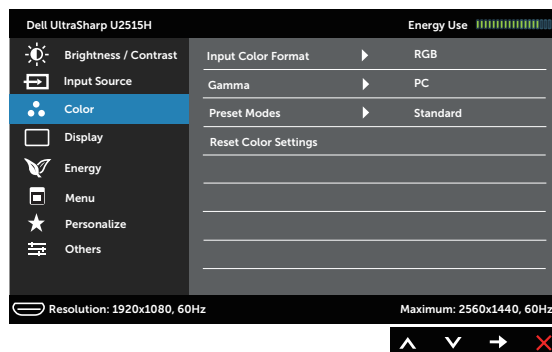 Dell UltraSharp U2515H Energy Use
Brightness / Contrast
Input Source
Color
Display
Energy
Menu
Personalize
Others
Input Color Format RGB
Gamma PC
Preset Modes Standard
Reset Color Settings
Resolution: 1920x1080, 60Hz Maximum: 2560x1440, 60Hz